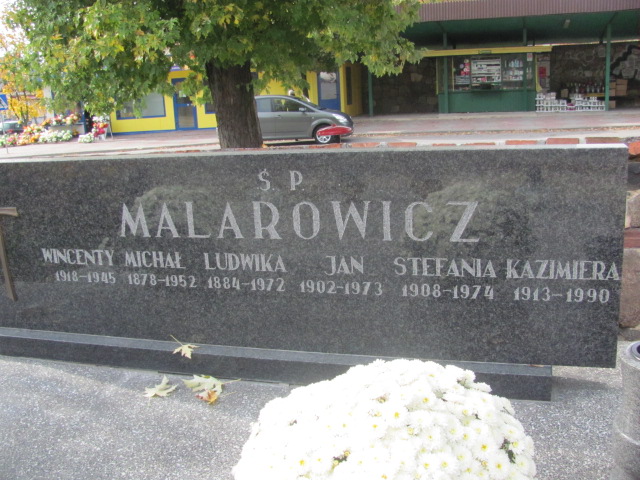 Ś. P.
MALAROWICZ
WINCENTY MICHAŁ LUDWIKA JAN STEFANIA KAZIMIERA
1918-1945 1878-1952 1884-1972 1902-1973 1908-1974 1913-1990